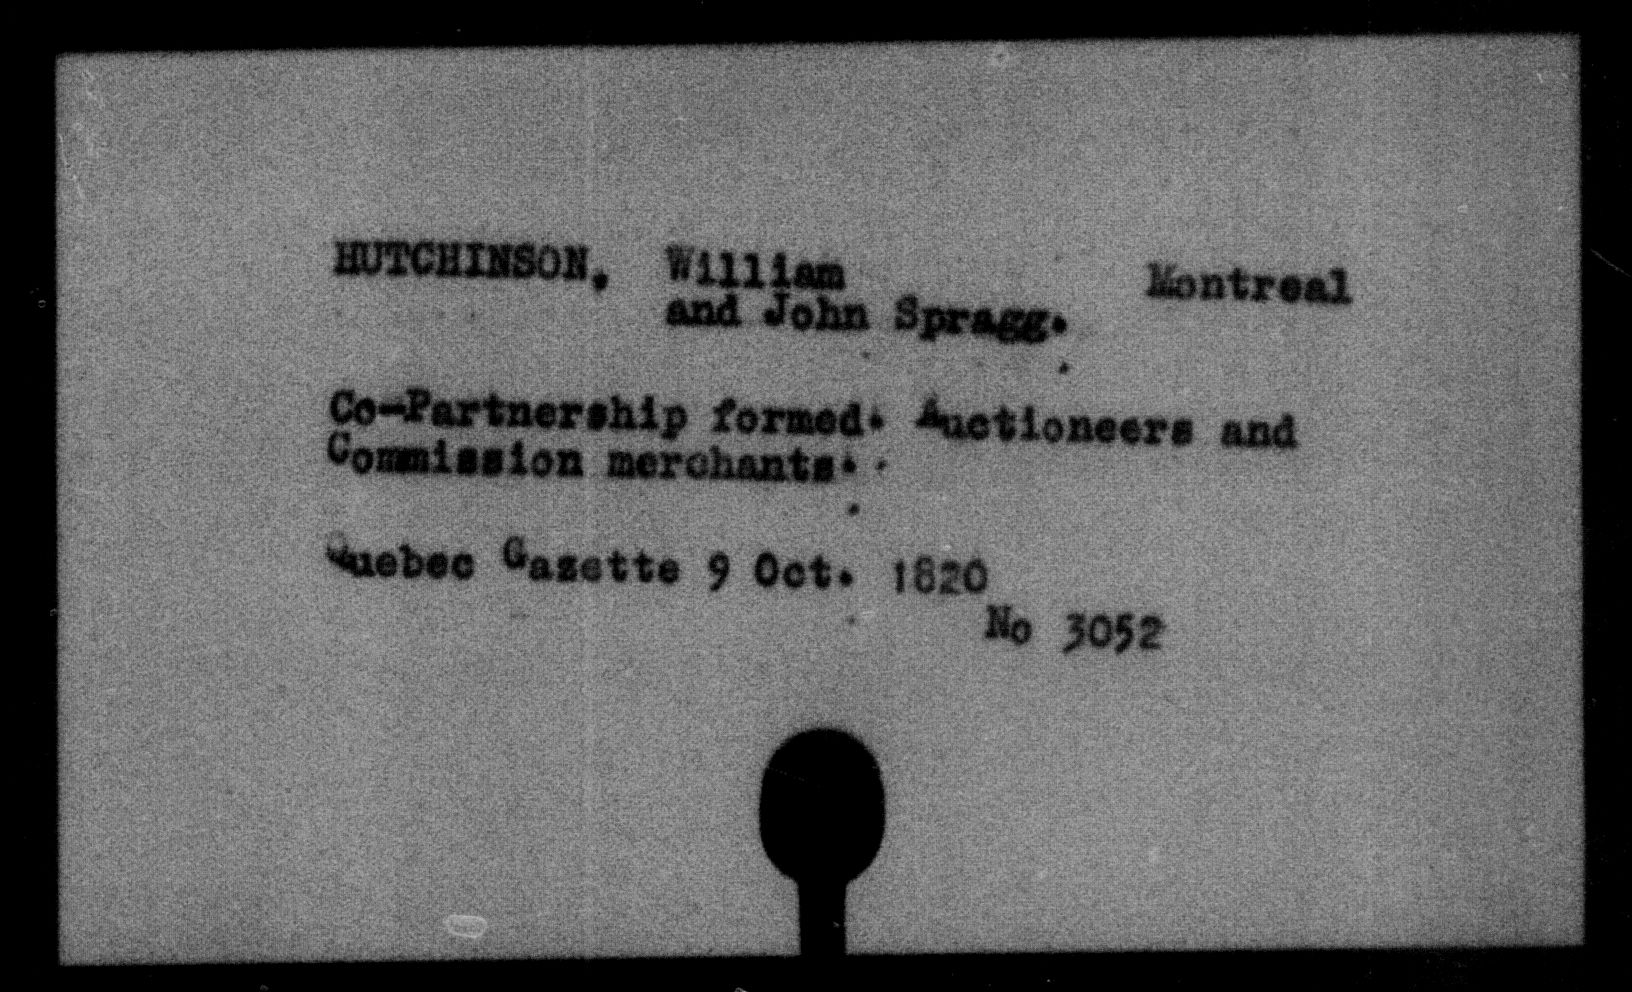 HUTCHINSON, William Montreal
and John Spragg.
Co-Partnership formed. Auctioneers and
Commission merchants.
Quebec Gazette 9 Oct. 1820
No 3052